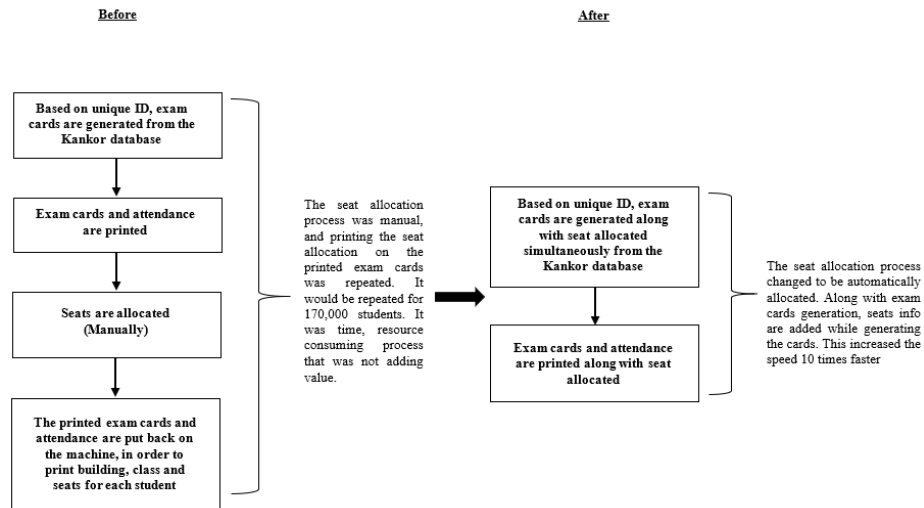 Before
Based on unique ID, exam
cards are generated from the
Kankor database
Exam cards and attendance
are printed
Seats are allocated
(Manually)
The printed exam cards and
attendance are put back on
the machine, in order to
print building, class and
seats for each student
The seat allocation
process was manual,
and printing the seat
allocation on the
printed exam cards
was repeated. It
would be repeated for
170,000 students. It
was time, resource
consuming process
that was not adding
value.
After
Based on unique ID, exam
cards are generated along
with seat allocated
simultaneously from the
Kankor database
Exam cards and attendance
are printed along with seat
allocated
The seat allocation process
changed to be automatically
allocated. Along with exam
cards generation, seats info
are added while generating
the cards. This increased the
speed 10 times faster